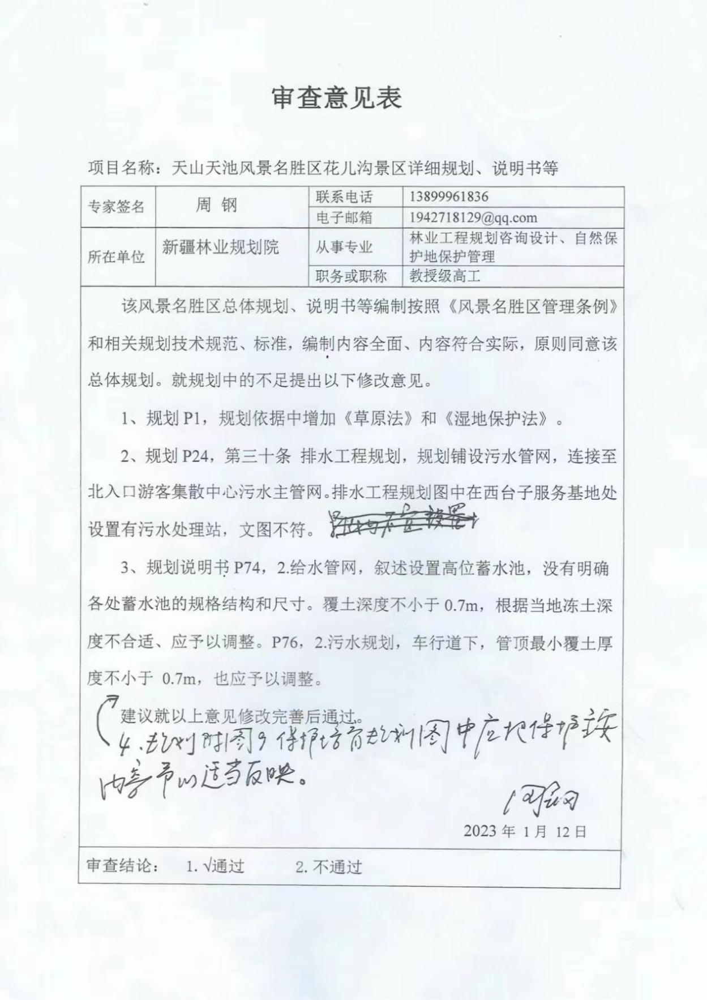 审查意见表
项目名称：天山天池风景名胜区花儿沟景区详细规划、说明书等
专家签名 周 钢 联系电话 13899961836
电子邮箱 1942718129@qq.com
所在单位 新疆林业规划院 从事专业 林业工程规划咨询设计、自然保
护地保护管理
职务或职称 教授级高工
该风景名胜区总体规划、说明书等编制按照《风景名胜区管理条例》
和相关规划技术规范、标准，编制内容全面、内容符合实际，原则同意该
总体规划。就规划中的不足提出以下修改意见。
1、规划 P1，规划依据中增加《草原法》和《湿地保护法》。
2、规划 P24，第三十条 排水工程规划，规划铺设污水管网，连接至
北入口游客集散中心污水主管网。排水工程规划图中在西台子服务基地处
设置有污水处理站，文图不符。
3、规划说明书 P74，2.给水管网，叙述设置高位蓄水池，没有明确
各处蓄水池的规格结构和尺寸。覆土深度不小于 0.7m，根据当地冻土深
度不合适、应予以调整。P76，2.污水规划，车行道下，管顶最小覆土厚
度不小于 0.7m，也应予以调整。
建议就以上意见修改完善后通过。
4.规划附图9保护培育规划图中应把保护主要
内容予以适当反映。
周钢
2023 年 1 月 12 日
审查结论： 1.√通过 2.不通过